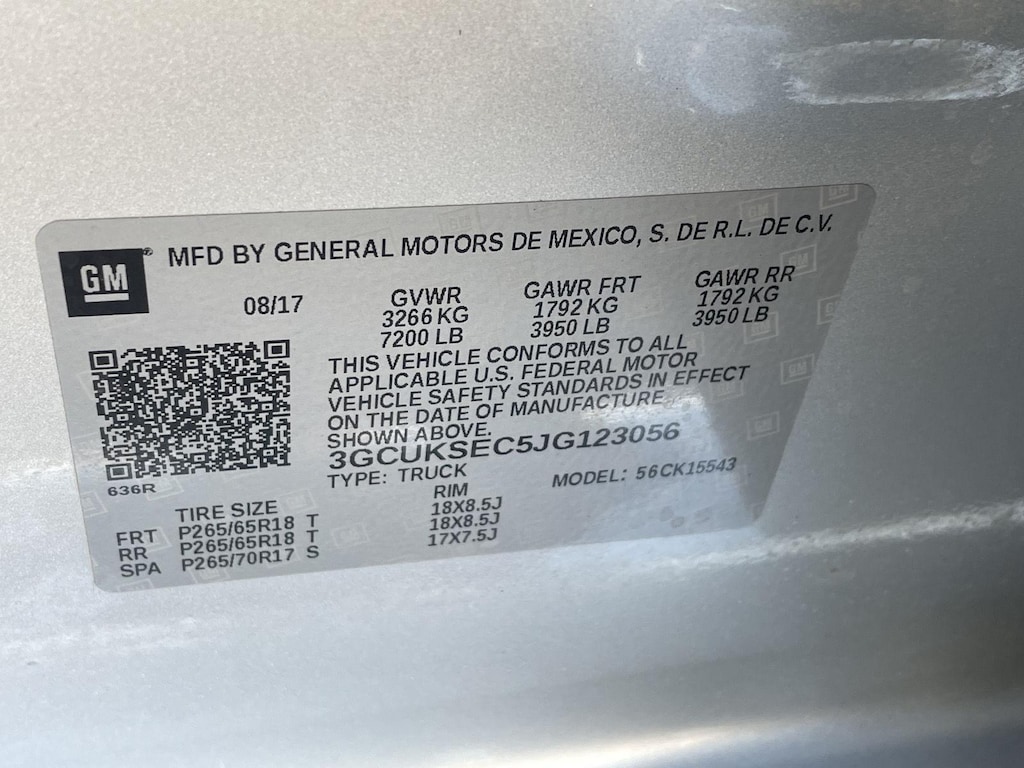 GM
MFD BY GENERAL MOTORS DE MEXICO, S. DE R.L. DE C.V.
08/17 GVWR GAWR FRT GAWR RR
3266 KG 1792 KG 1792 KG
7200 LB 3950 LB 3950 LB
THIS VEHICLE CONFORMS TO ALL
APPLICABLE U.S. FEDERAL MOTOR
VEHICLE SAFETY STANDARDS IN EFFECT
ON THE DATE OF MANUFACTURE
SHOWN ABOVE.
3GCUKSEC5JG123056
TYPE: TRUCK MODEL: 56CK15543
636R
TIRE SIZE RIM
FRT P265/65R18 T 18X8.5J
RR P265/65R18 T 18X8.5J
SPA P265/70R17 S 17X7.5J